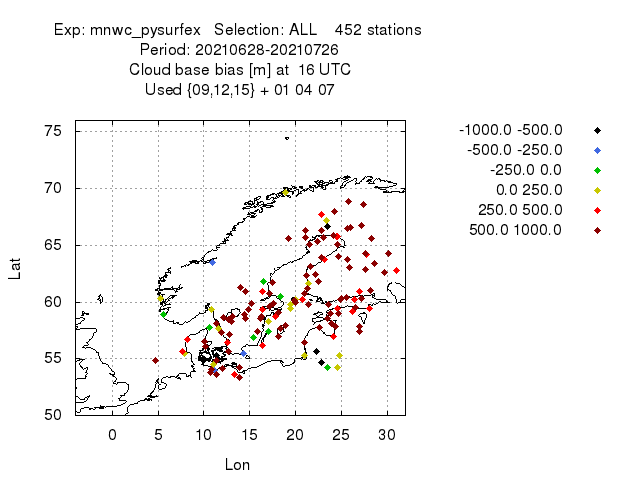 Exp: mnwc_pysurfex Selection: ALL 452 stations
Period: 20210628-20210726
Cloud base bias [m] at 16 UTC
Used {09,12,15} + 01 04 07
-1000.0 -500.0
-500.0 -250.0
-250.0 0.0
0.0 250.0
250.0 500.0
500.0 1000.0
75
70
65
60
55
50
Lat
0 5 10 15 20 25 30
Lon